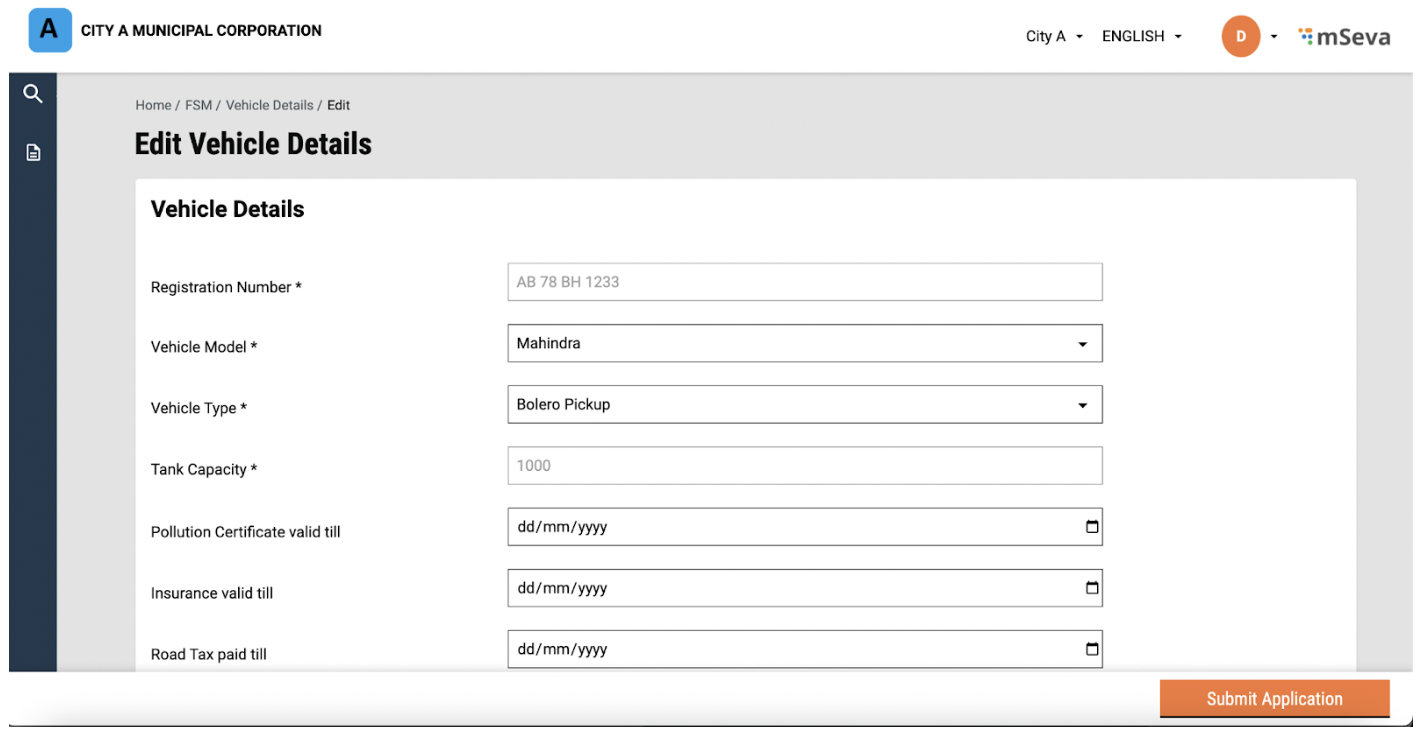 A CITY A MUNICIPAL CORPORATION City A ENGLISH D mSeva
Home / FSM / Vehicle Details / Edit
Edit Vehicle Details
Vehicle Details
Registration Number * AB 78 BH 1233
Vehicle Model * Mahindra
Vehicle Type * Bolero Pickup
Tank Capacity * 1000
Pollution Certificate valid till dd/mm/yyyy
Insurance valid till dd/mm/yyyy
Road Tax paid till dd/mm/yyyy
Submit Application